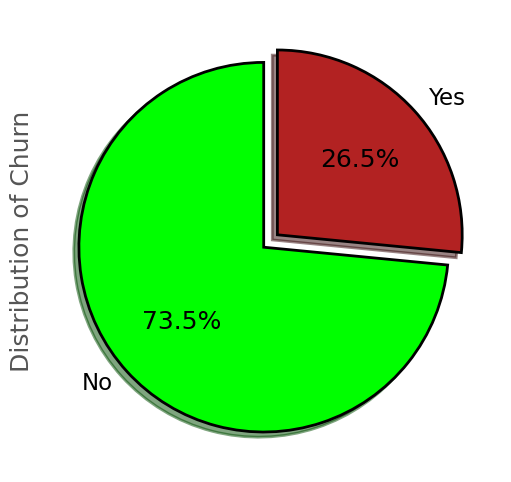 Distribution of Churn
Yes
26.5%
73.5%
No